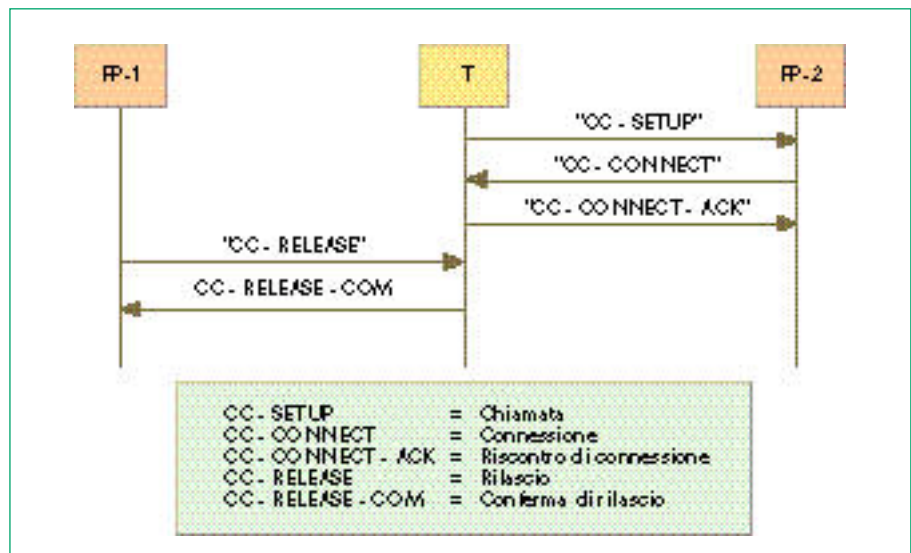 FP-1 T FP-2
"CC - SETUP"
"CC - CONNECT"
"CC - CONNECT - ACK"
"CC - RELEASE"
CC - RELEASE - COM
CC - SETUP = Chiamata
CC - CONNECT = Connessione
CC - CONNECT - ACK = Riscontro di connessione
CC - RELEASE = Rilascio
CC - RELEASE - COM = Conferma di rilascio